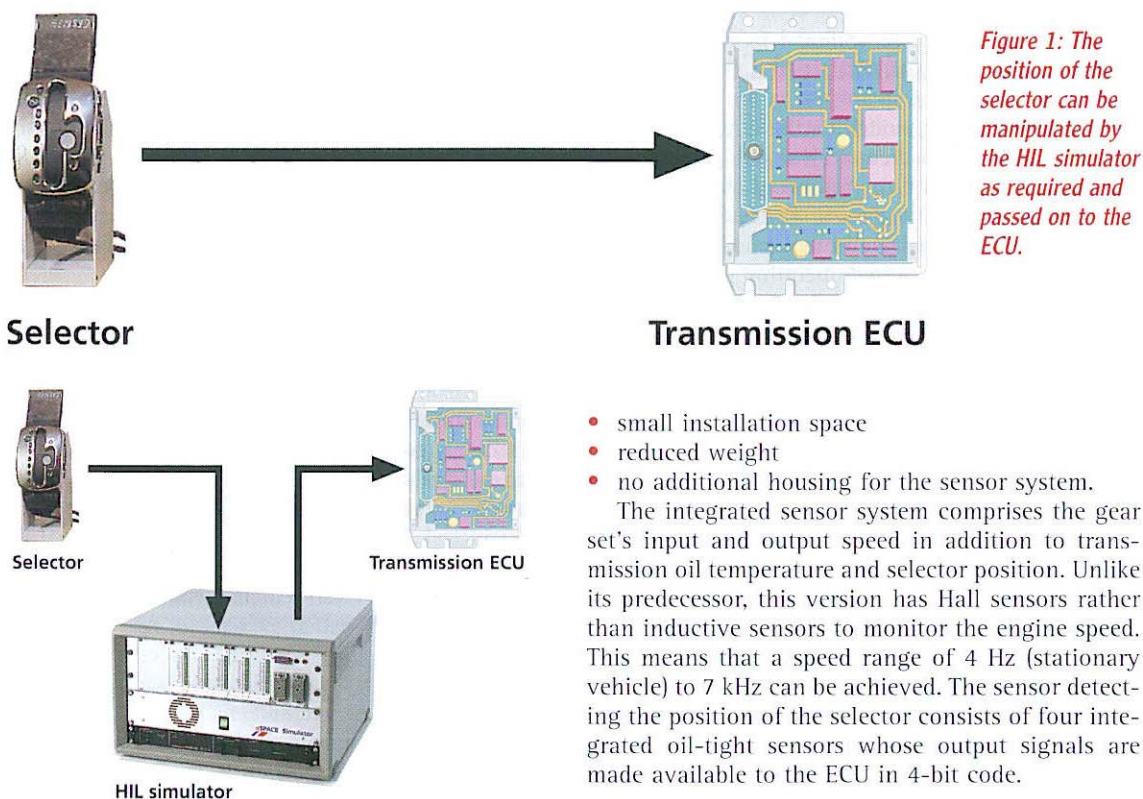 Figure 1: The
position of the
selector can be
manipulated by
the HIL simulator
as required and
passed on to the
ECU.
Selector
Transmission ECU
Selector
Transmission ECU
SPACE Simulator
HIL simulator
• small installation space
• reduced weight
• no additional housing for the sensor system.
The integrated sensor system comprises the gear
set's input and output speed in addition to trans-
mission oil temperature and selector position. Unlike
its predecessor, this version has Hall sensors rather
than inductive sensors to monitor the engine speed.
This means that a speed range of 4 Hz (stationary
vehicle) to 7 kHz can be achieved. The sensor detect-
ing the position of the selector consists of four inte-
grated oil-tight sensors whose output signals are
made available to the ECU in 4-bit code.